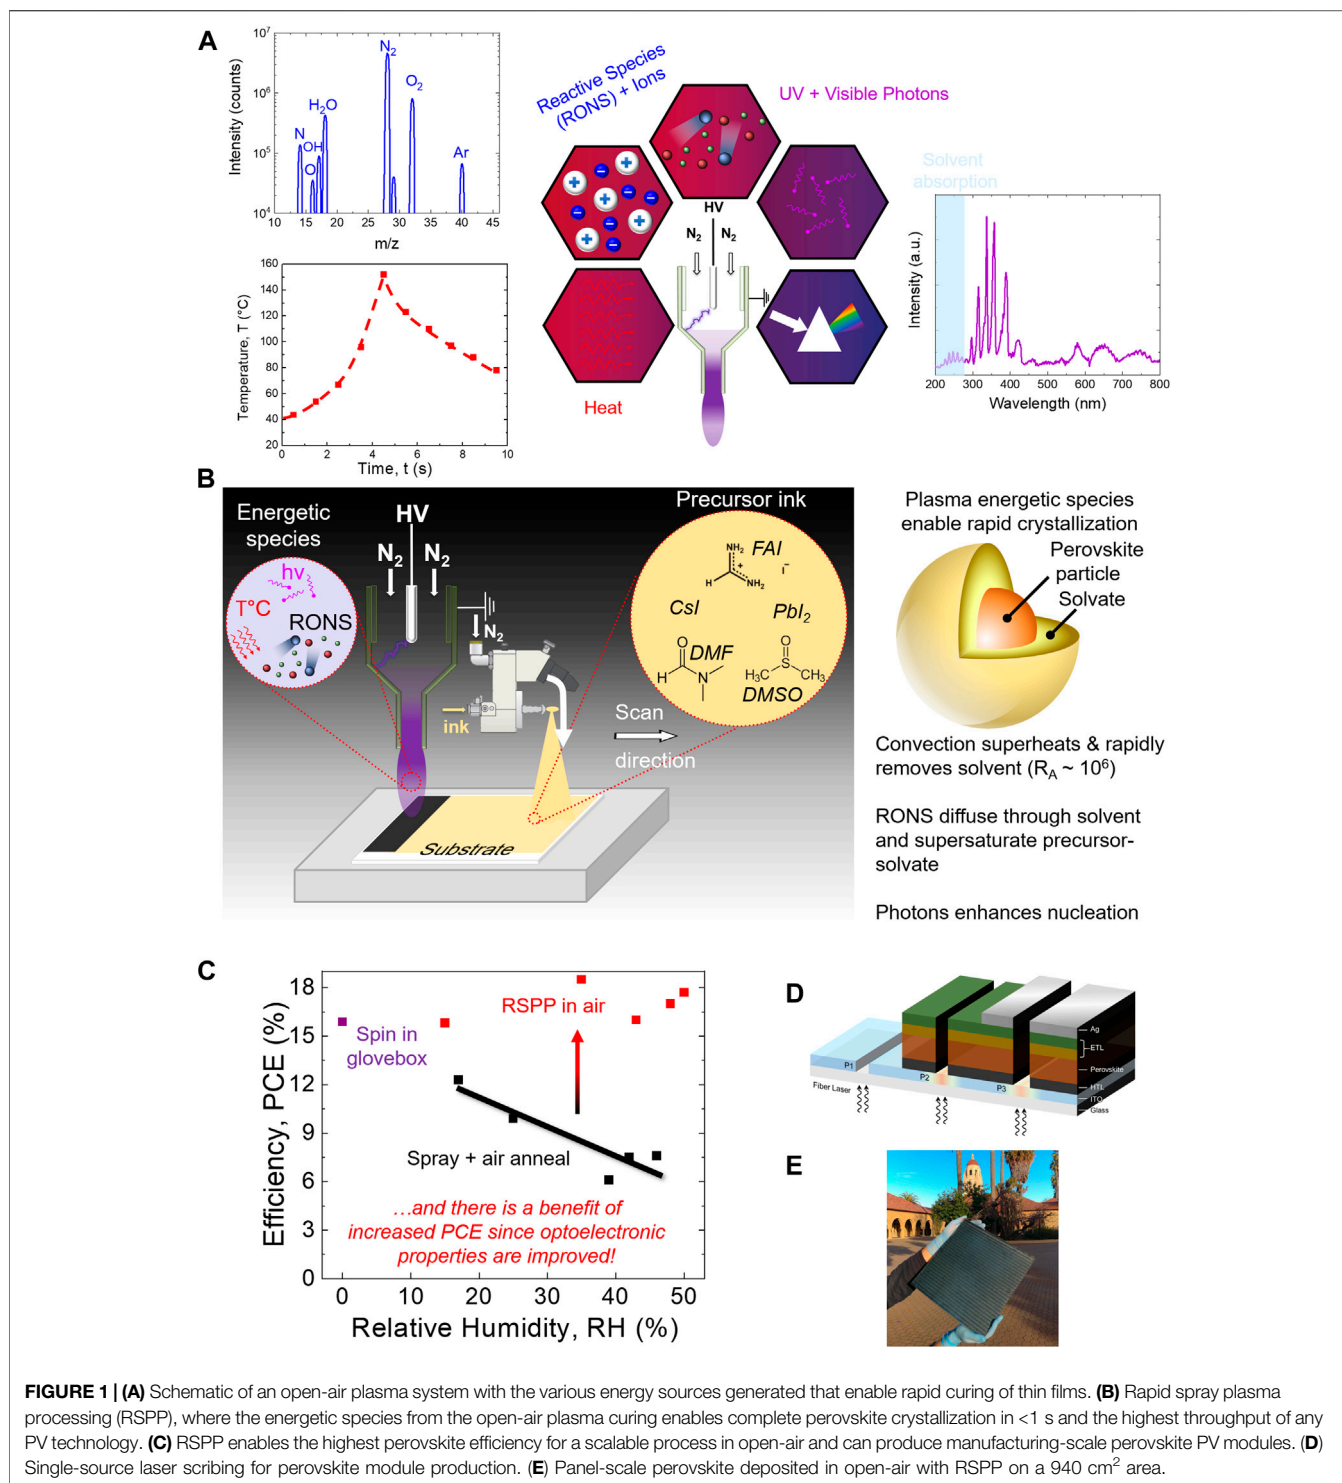 A
10⁷
10⁶
10⁵
10⁴
Intensity (counts)
N
O
OH
H₂O
N₂
O₂
Ar
10 15 20 25 30 35 40 45
m/z
160
140
120
100
80
60
40
20
Temperature, T (°C)
0 2 4 6 8 10
Time, t (s)
Reactive Species
(RONS) + Ions
UV + Visible Photons
Heat
HV
N₂ N₂
Solvent
absorption
Intensity (a.u.)
200 300 400 500 600 700 800
Wavelength (nm)
B
Energetic
species
hv
T°C
RONS
HV
N₂ N₂
N₂
ink
Scan
direction
Substrate
Precursor ink
NH₂
FAI
H
+
NH₂
I⁻
CsI
PbI₂
O
DMF
H
N
O
S
H₃C
CH₃
DMSO
Plasma energetic species
enable rapid crystallization
Perovskite
particle
Solvate
Convection superheats & rapidly
removes solvent (R_A ~ 10⁶)
RONS diffuse through solvent
and supersaturate precursor-
solvate
Photons enhances nucleation
C
18
15
12
9
6
3
0
Efficiency, PCE (%)
Spin in
glovebox
RSPP in air
Spray + air anneal
...and there is a benefit of
increased PCE since optoelectronic
properties are improved!
0 10 20 30 40 50
Relative Humidity, RH (%)
D
P1
P2
P3
Fiber Laser
Ag
ETL
Perovskite
HTL
ITO
Glass
E
FIGURE 1 | (A) Schematic of an open-air plasma system with the various energy sources generated that enable rapid curing of thin films. (B) Rapid spray plasma
processing (RSPP), where the energetic species from the open-air plasma curing enables complete perovskite crystallization in <1 s and the highest throughput of any
PV technology. (C) RSPP enables the highest perovskite efficiency for a scalable process in open-air and can produce manufacturing-scale perovskite PV modules. (D)
Single-source laser scribing for perovskite module production. (E) Panel-scale perovskite deposited in open-air with RSPP on a 940 cm² area.